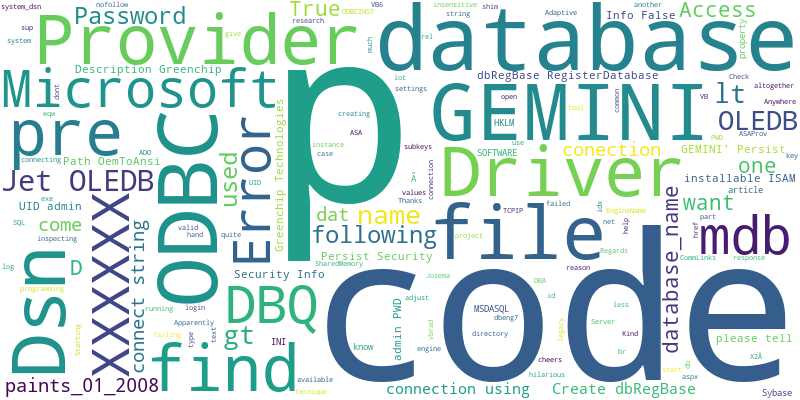 system_dsn
nofollow
Password
sup
system
True
ODBCINST
research
give
VB6
shim
insensitive
string
Adaptive
another
Info False
Access
property
much
rel
Provider
database
Description Greenchip
lot
settings
dbRegBase RegisterDatabase
Check
altogether
VB
Microsoft
p
GEMINI
lt
OLEDB
Anywhere
dont
creating
open
HKLM
tool
common
pre
ODBC
Error
ADO
instance
ASA
ASAProv
connecting
Path OemToAnsi
used
case
subkeys
SOFTWARE
use
PWD
conection
GEMINI' Persist
Driver
one
key
Jet OLEDB
UID
Greenchip Technologies
Â
values
connection
TCPIP
failed
installable ISAM
exe
UID admin
dat
name
Thanks
idx
EngineName
net
want
article
SQL
come
valid
hand
quite
following
file
help
href
part
database_name
mdb
Dsn
XXXXXX
inspecting
connect string
Persist Security
project
Regards
CommLinks
response
log
D
login
Security Info
SharedMemory
Josema
DBA
reason
aspx
running
INI
adjust
id
less
programming
DBQ
admin PWD
MSDASQL
dbeng7
Server
legacy
please tell
Apparently
type
text
gt
vbrad
directory
Kind
Starting
failing
find
know
engine
cheers
br
start
db
xzÂ
paints_01_2008
available
tecnique
code
connection using
hilarious
Create dbRegBase
Sybase